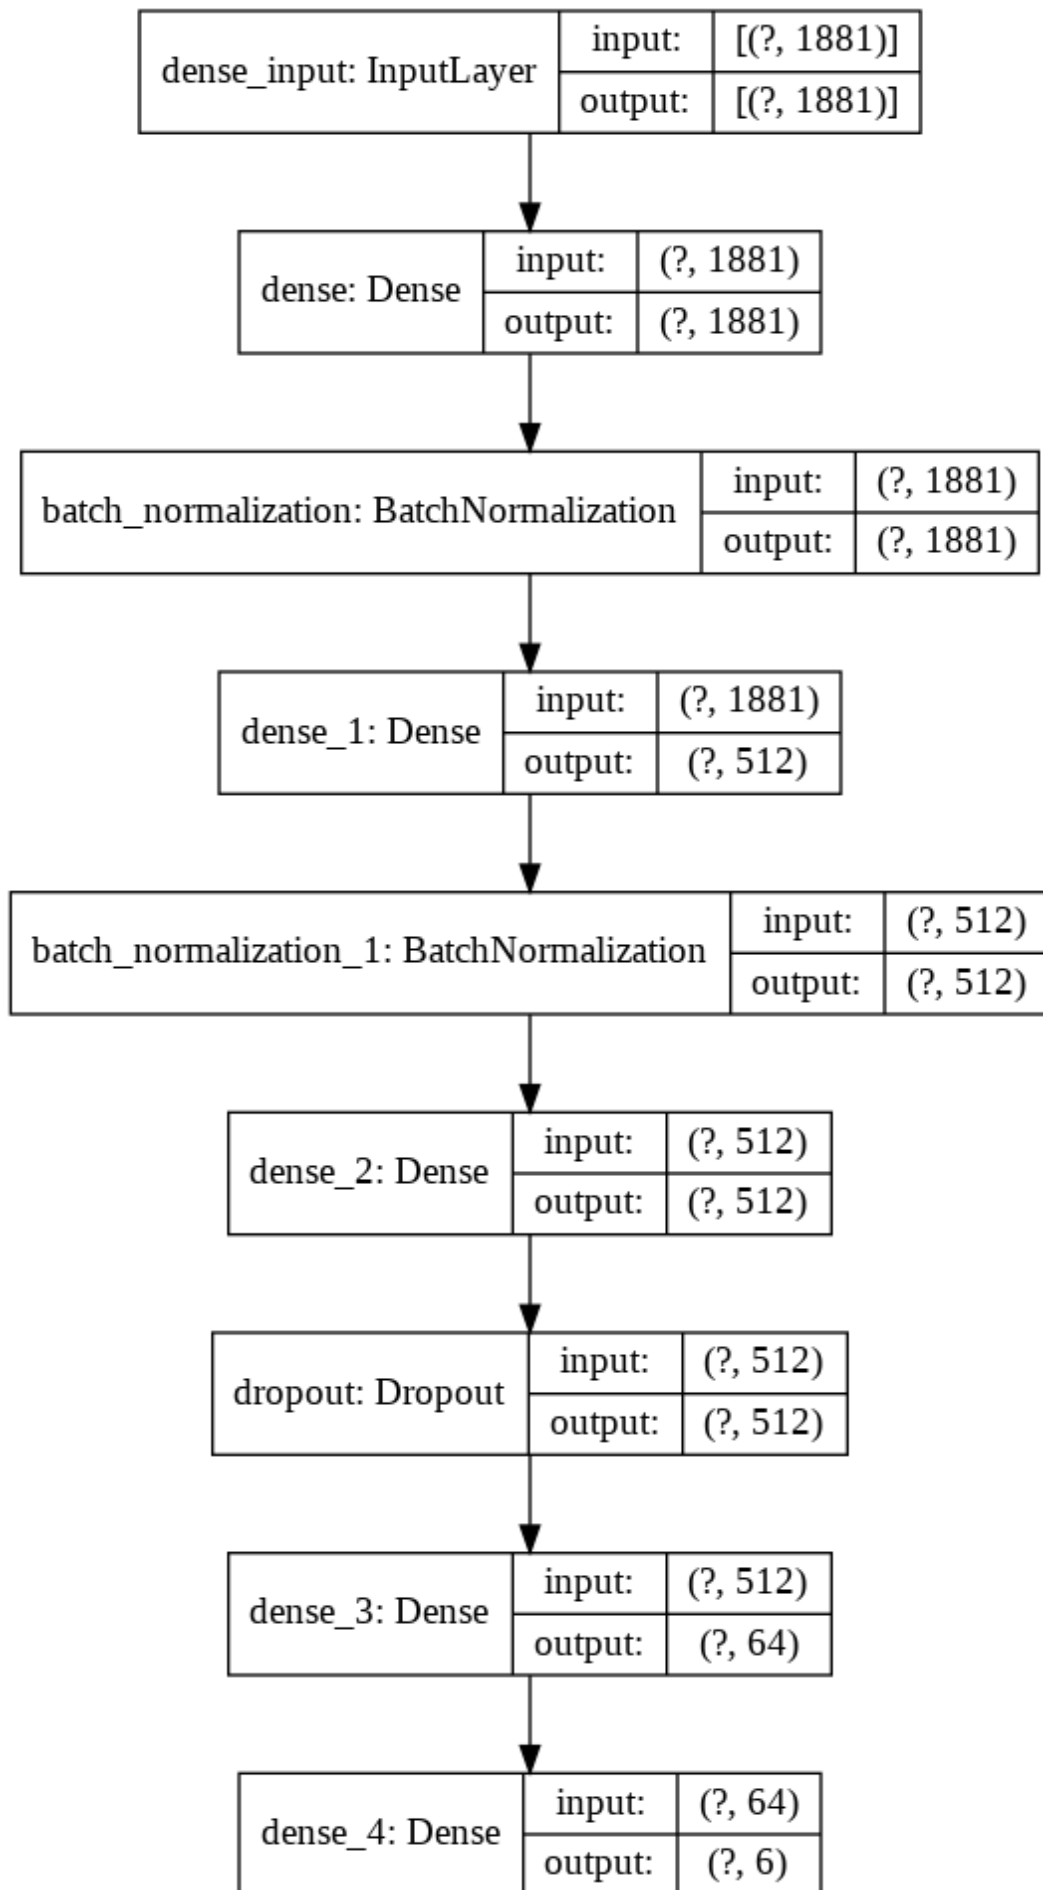 dense_input: InputLayer
input: [(?, 1881)]
output: [(?, 1881)]
dense: Dense
input: (?, 1881)
output: (?, 1881)
batch_normalization: BatchNormalization
input: (?, 1881)
output: (?, 1881)
dense_1: Dense
input: (?, 1881)
output: (?, 512)
batch_normalization_1: BatchNormalization
input: (?, 512)
output: (?, 512)
dense_2: Dense
input: (?, 512)
output: (?, 512)
dropout: Dropout
input: (?, 512)
output: (?, 512)
dense_3: Dense
input: (?, 512)
output: (?, 64)
dense_4: Dense
input: (?, 64)
output: (?, 6)